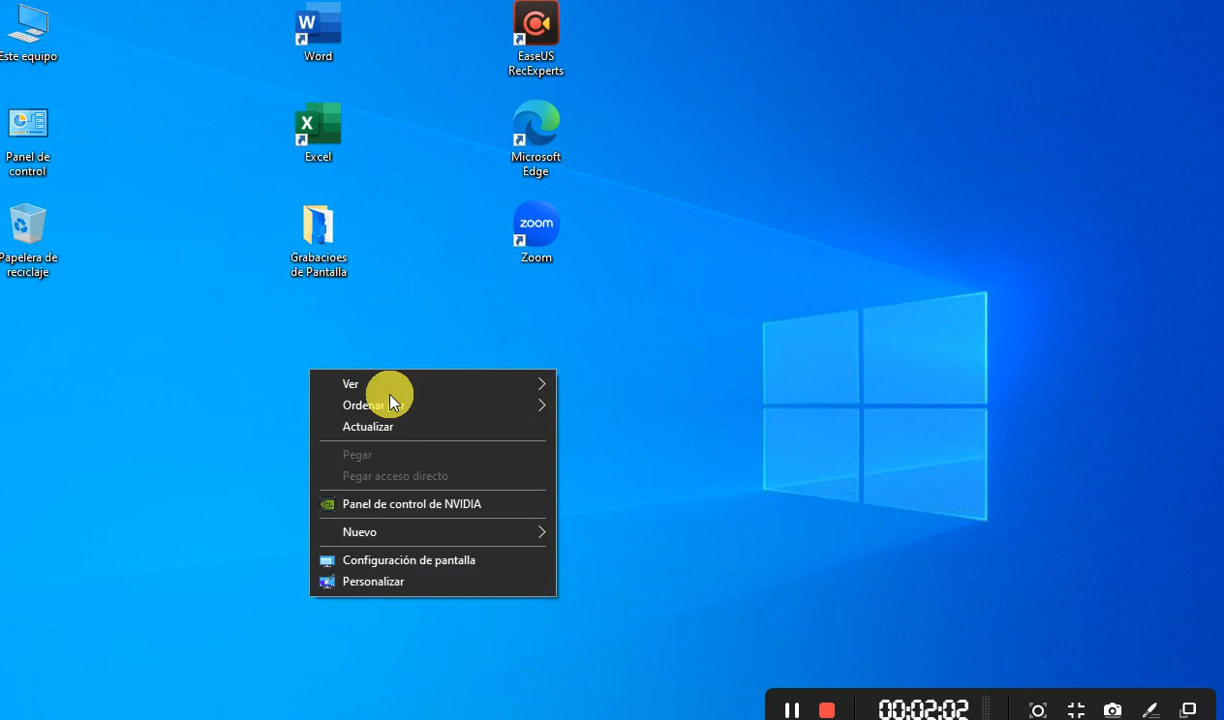 Este equipo
Word
EaseUS
RecExperts
Panel de
control
Excel
Microsoft
Edge
Papelera de
reciclaje
Grabacioes
de Pantalla
zoom
Zoom
Ver
Ordenar
Actualizar
Pegar
Pegar acceso directo
Panel de control de NVIDIA
Nuevo
Configuración de pantalla
Personalizar
00:02:02